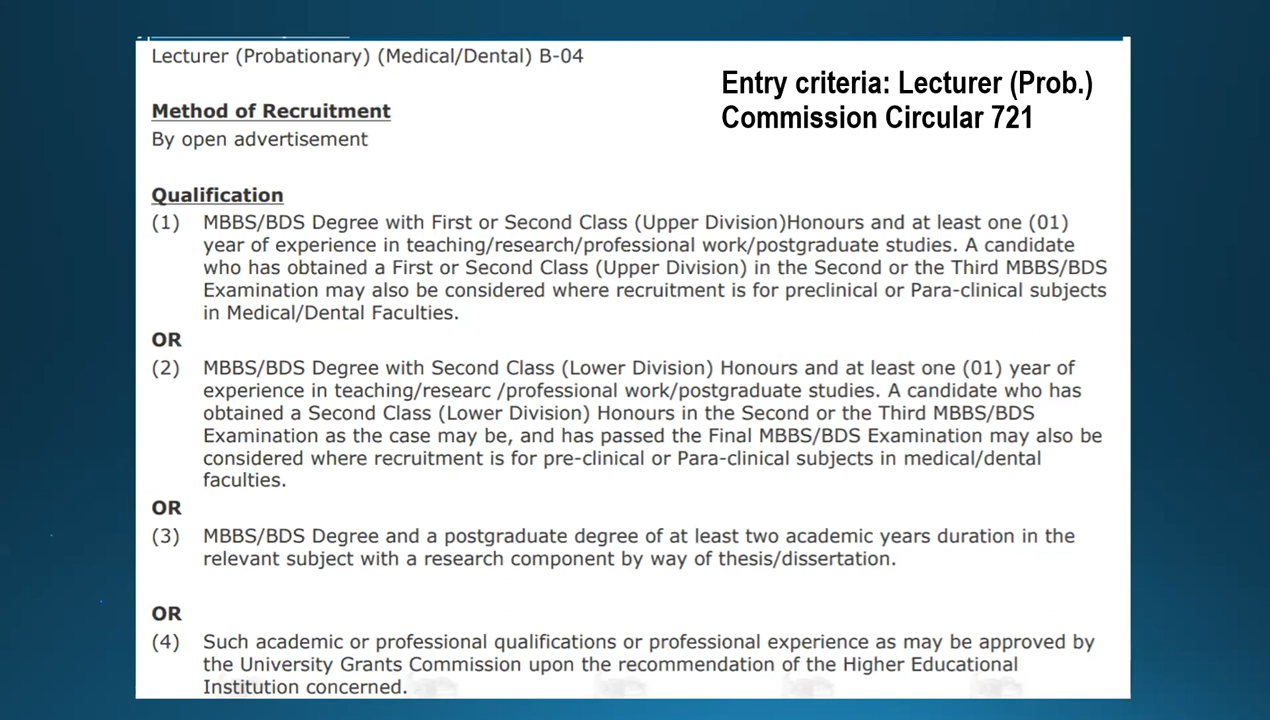 Lecturer (Probationary) (Medical/Dental) B-04
Entry criteria: Lecturer (Prob.)
Commission Circular 721
Method of Recruitment
By open advertisement
Qualification
(1) MBBS/BDS Degree with First or Second Class (Upper Division)Honours and at least one (01)
year of experience in teaching/research/professional work/postgraduate studies. A candidate
who has obtained a First or Second Class (Upper Division) in the Second or the Third MBBS/BDS
Examination may also be considered where recruitment is for preclinical or Para-clinical subjects
in Medical/Dental Faculties.
OR
(2) MBBS/BDS Degree with Second Class (Lower Division) Honours and at least one (01) year of
experience in teaching/researc /professional work/postgraduate studies. A candidate who has
obtained a Second Class (Lower Division) Honours in the Second or the Third MBBS/BDS
Examination as the case may be, and has passed the Final MBBS/BDS Examination may also be
considered where recruitment is for pre-clinical or Para-clinical subjects in medical/dental
faculties.
OR
(3) MBBS/BDS Degree and a postgraduate degree of at least two academic years duration in the
relevant subject with a research component by way of thesis/dissertation.
OR
(4) Such academic or professional qualifications or professional experience as may be approved by
the University Grants Commission upon the recommendation of the Higher Educational
Institution concerned.